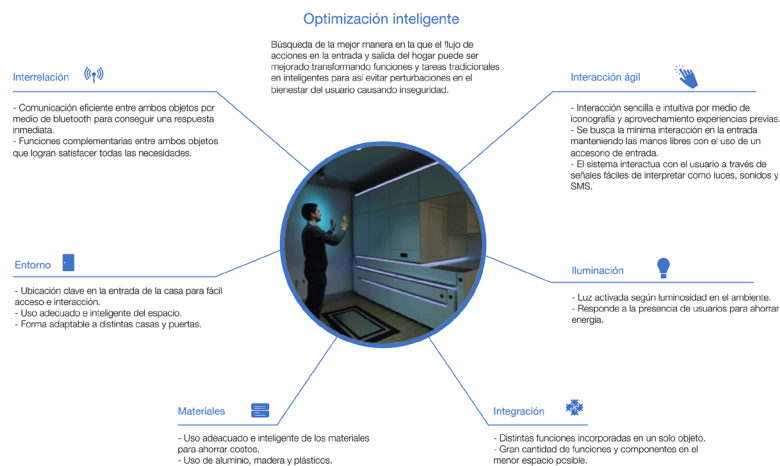 Optimización inteligente
Búsqueda de la mejor manera en la que el flujo de
acciones en la entrada y salida del hogar puede ser
mejorado transformando funciones y tareas tradicionales
en inteligentes para asi evitar perturbaciones en el
bienestar del usuario causando inseguridad.
Interrelación
- Comunicación eficiente entre ambos objetos por
medio de bluetooth para conseguir una respuesta
inmediata.
- Funciones complementarias entre ambos objetos
que logran satisfacer todas las necesidades.
Interacción ágil
- Interacción sencilla e intuitiva por medio de
íconografía y aprovechamiento experiencias previas.
- Se busca la mínima interacción en la entrada
manteniendo las manos libres con el uso de un
accesorio de entrada.
- El sistema interactua con el usuario a través de
señales fáciles de interpretar como luces, sonidos y
SMS.
Entorno
- Ubicación clave en la entrada de la casa para fácil
acceso e interacción.
- Uso adecuado e inteligente del espacio.
- Forma adaptable a distintas casas y puertas.
Iluminación
- Luz activada según luminosidad en el ambiente.
- Responde a la presencia de usuarios para ahorrar
energía.
Materiales
- Uso adeacuado e inteligente de los materiales
para ahorrar costos.
- Uso de aluminio, madera y plásticos.
Integración
- Distintas funciones incorporadas en un solo objeto.
- Gran cantidad de funciones y componentes en el
menor espacio posible.